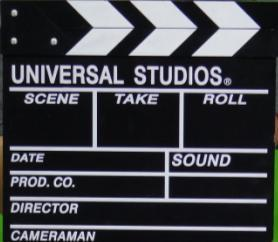 UNIVERSAL STUDIOS®
SCENE TAKE ROLL
DATE SOUND
PROD. CO.
DIRECTOR
CAMERAMAN